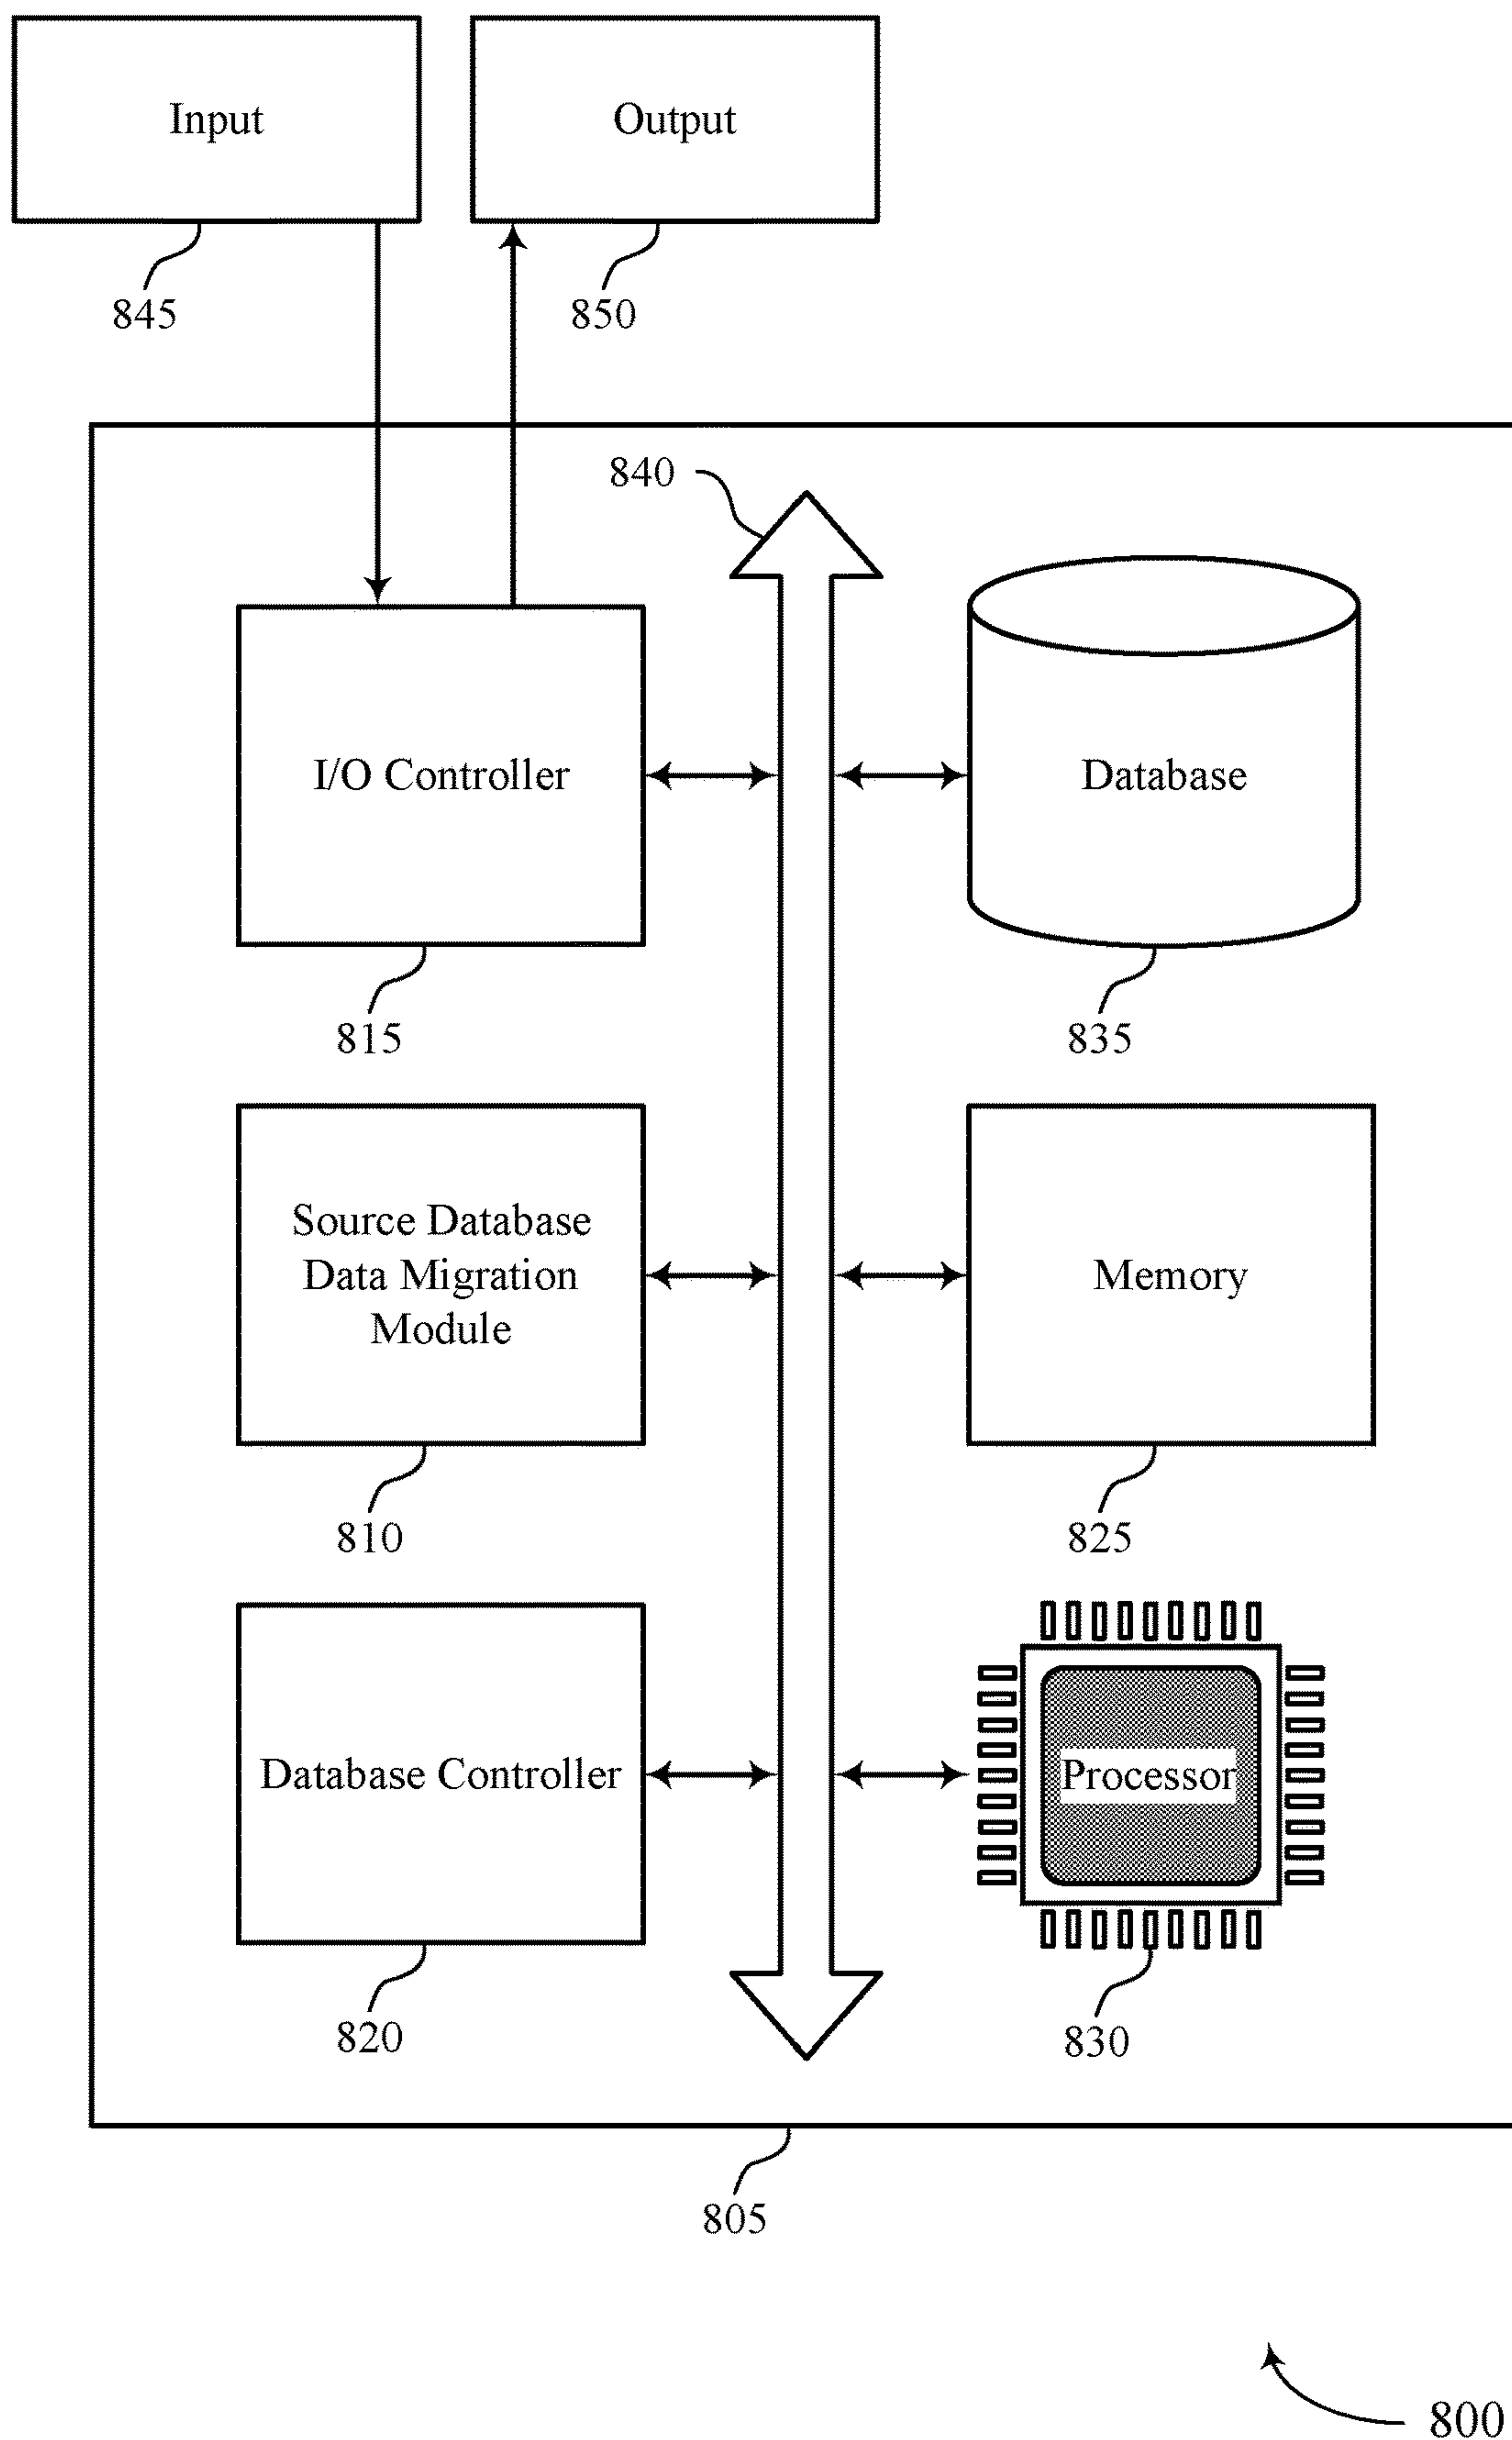 Input
Output
845
850
840
I/O Controller
Database
815
835
Source Database
Data Migration
Module
Memory
810
825
Database Controller
Processor
820
830
805
800